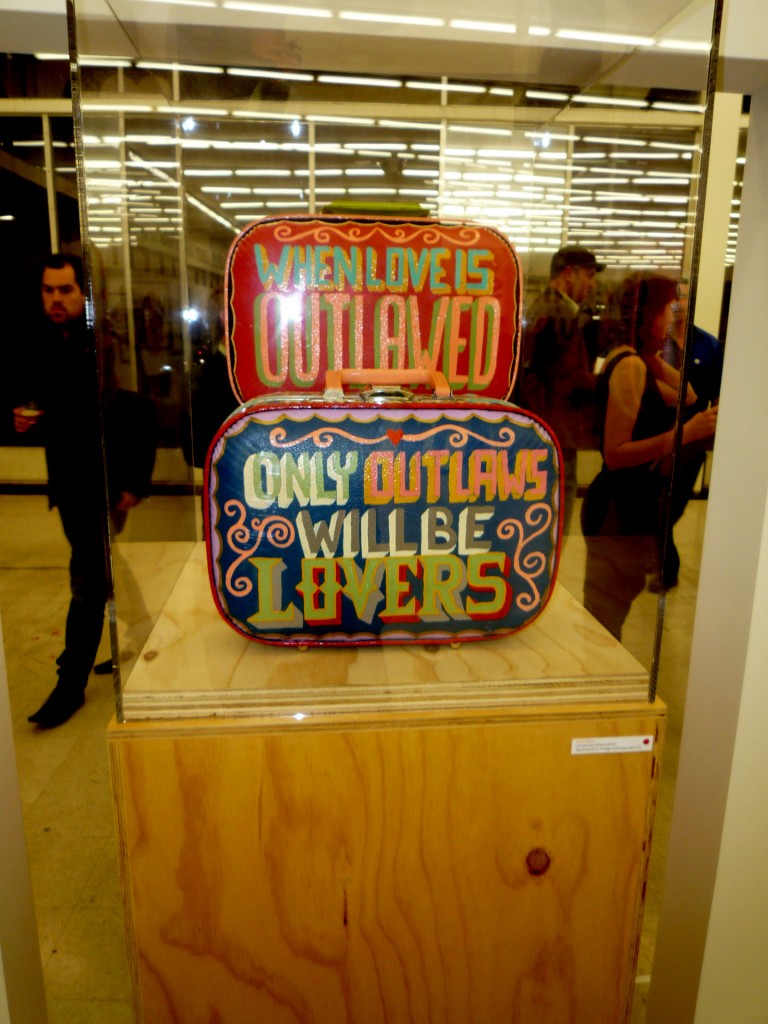 WHEN LOVE IS
OUTLAWED
ONLY OUTLAWS
WILL BE
LOVERS